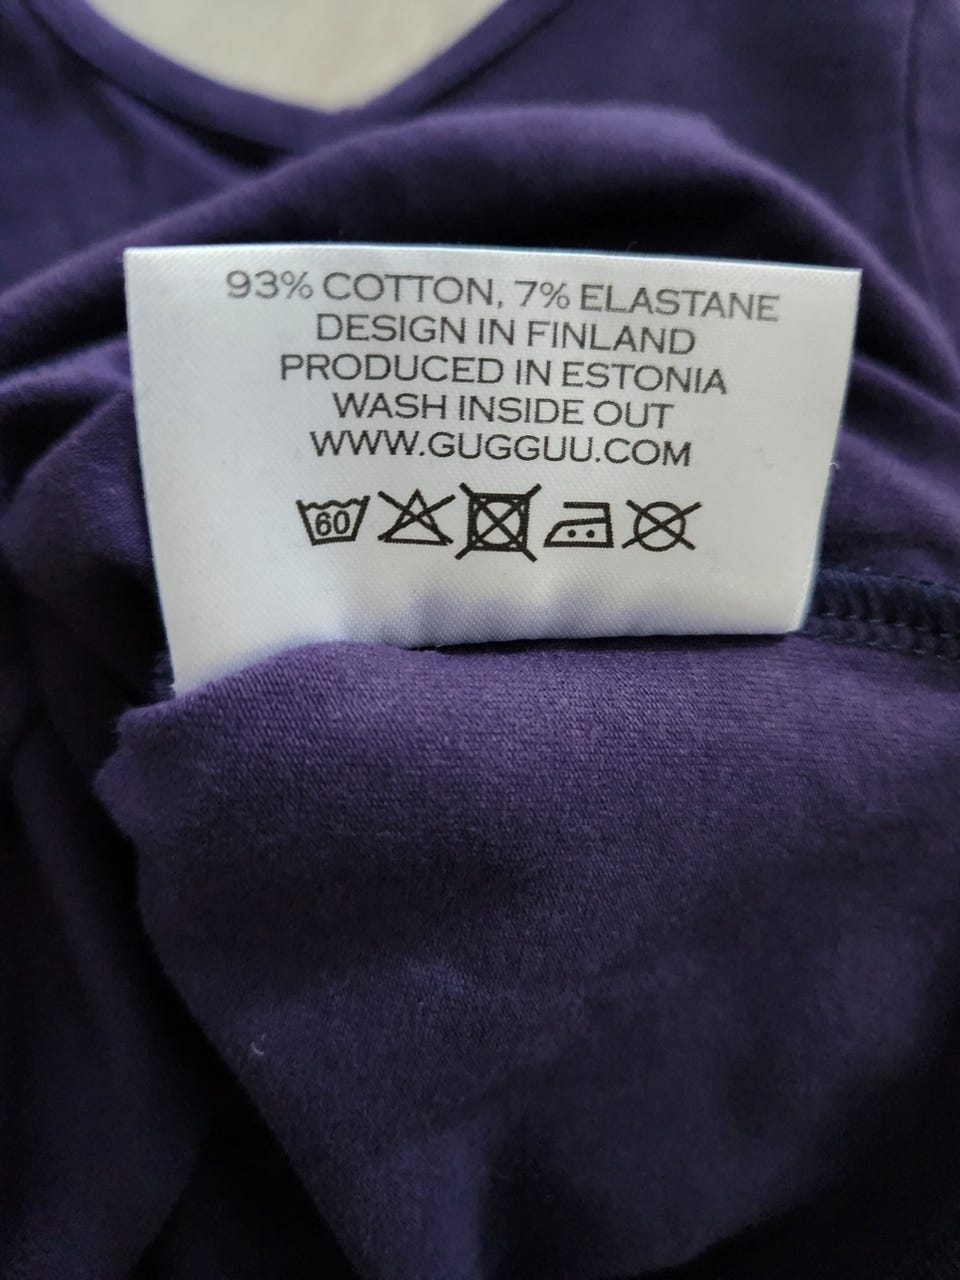 93% COTTON, 7% ELASTANE
DESIGN IN FINLAND
PRODUCED IN ESTONIA
WASH INSIDE OUT
WWW.GUGGUU.COM
60